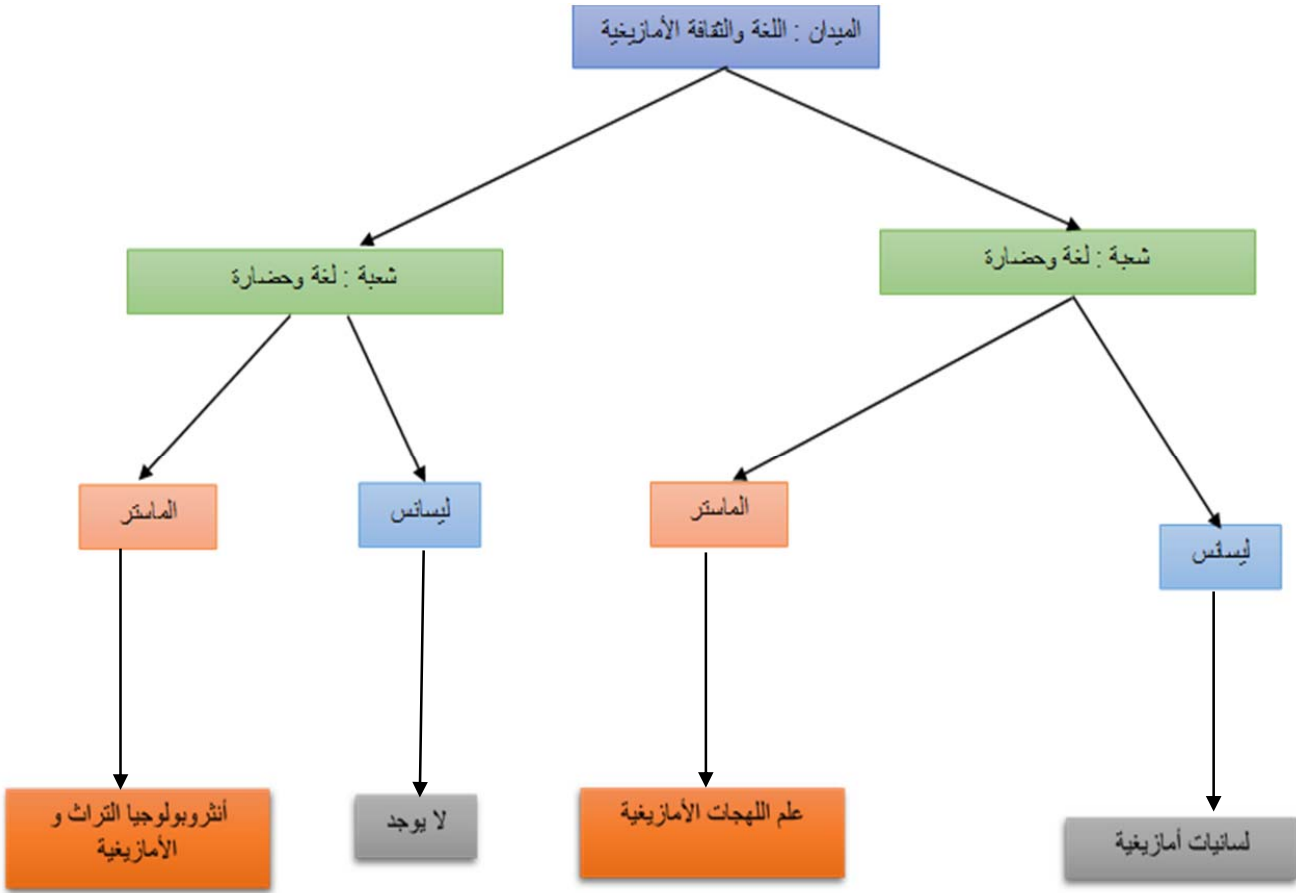 الميدان : اللغة والثقافة الأمازيغية
شعبة : لغة وحضارة
شعبة : لغة وحضارة
ليسانس
الماستر
ليسانس
الماستر
لسانيات أمازيغية
علم اللهجات الأمازيغية
لا يوجد
أنثروبولوجيا التراث و
الأمازيغية